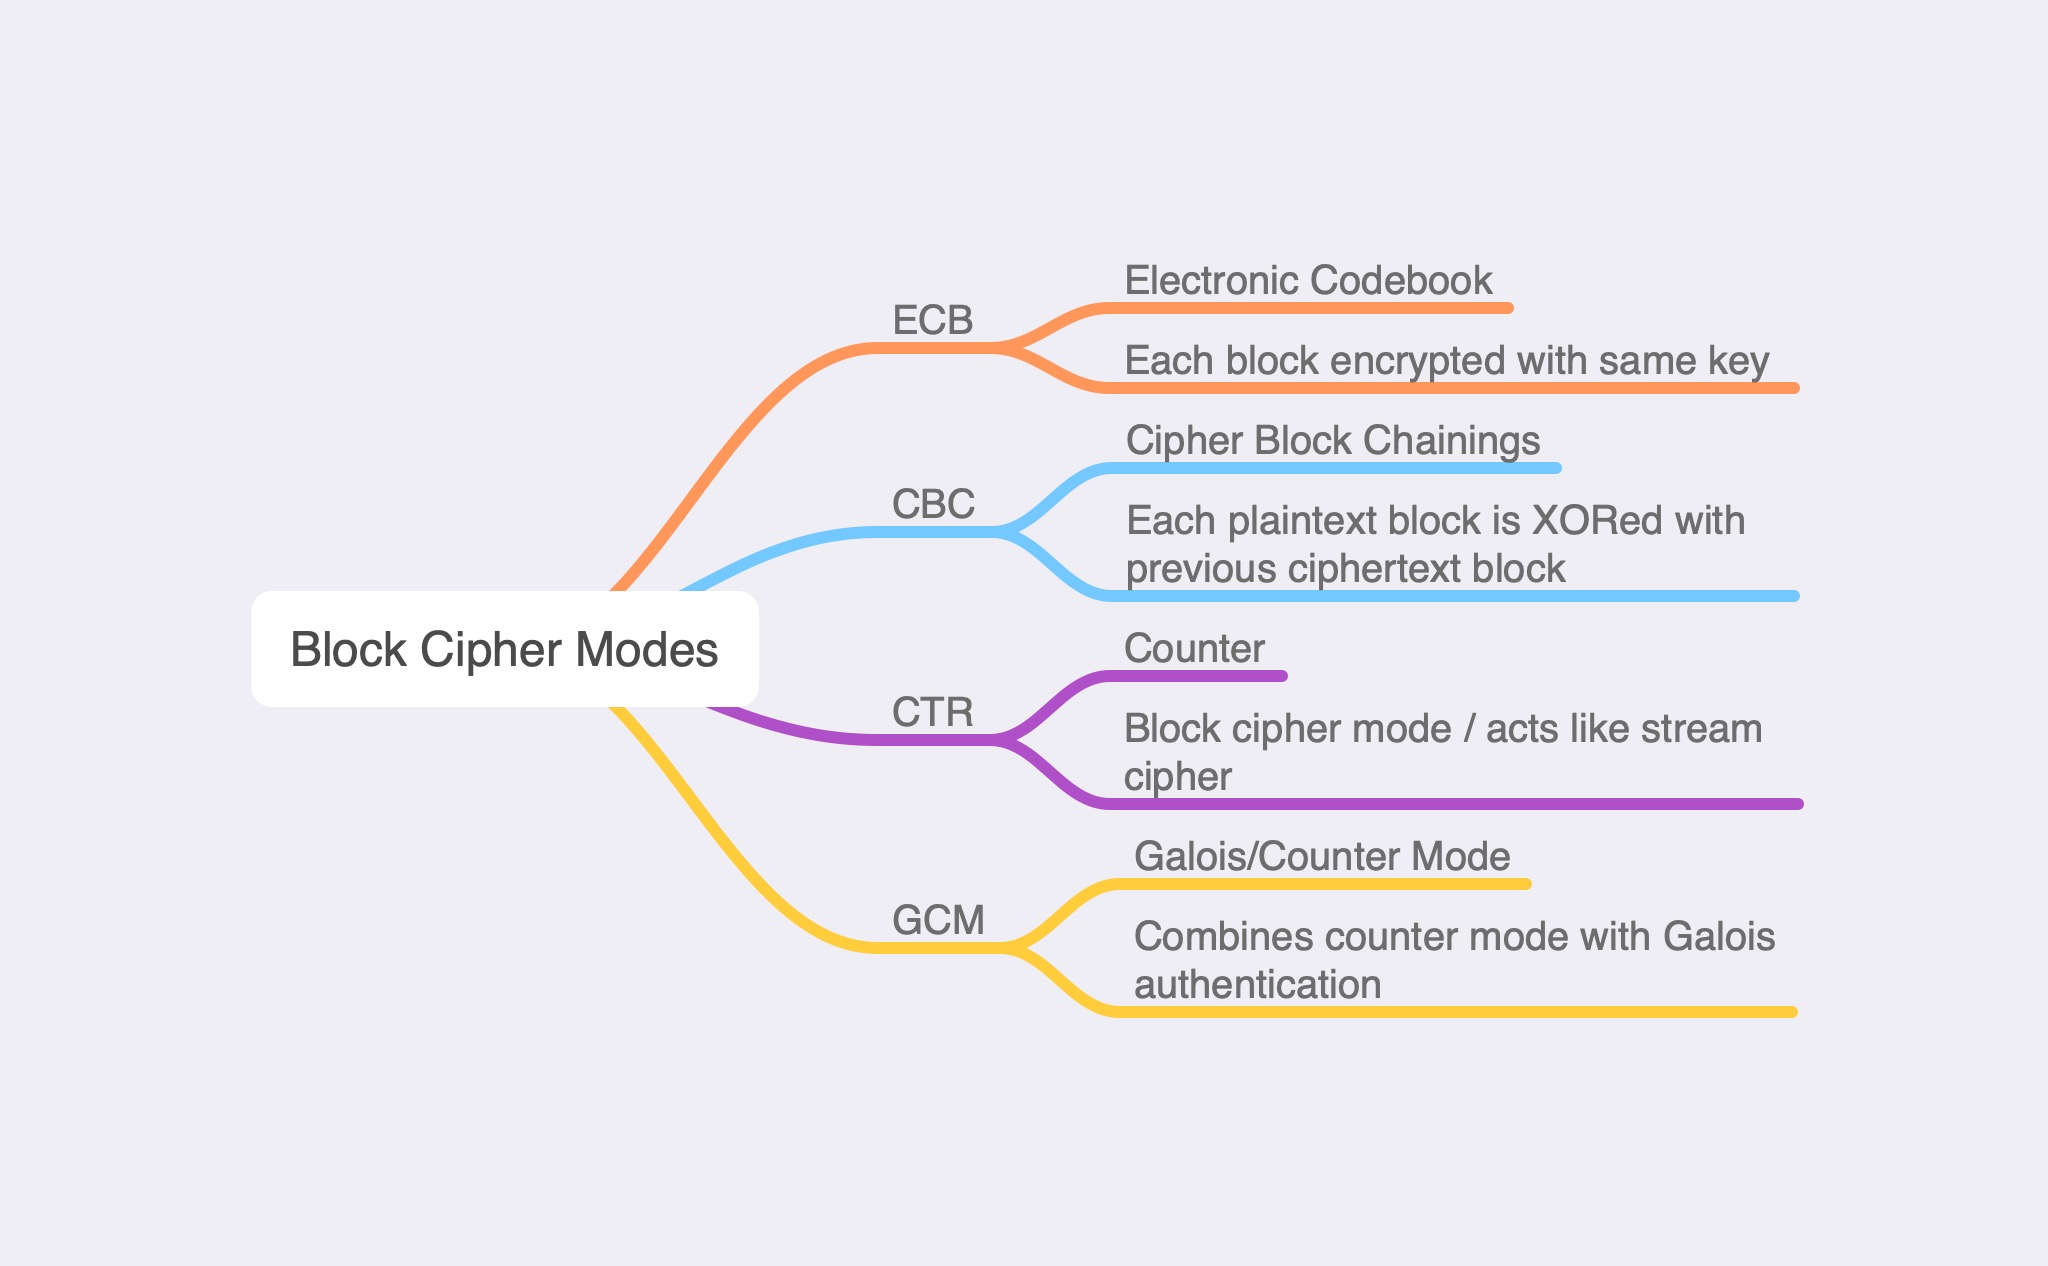 Block Cipher Modes
ECB
Electronic Codebook
Each block encrypted with same key
CBC
Cipher Block Chainings
Each plaintext block is XORed with
previous ciphertext block
CTR
Counter
Block cipher mode / acts like stream
cipher
GCM
Galois/Counter Mode
Combines counter mode with Galois
authentication